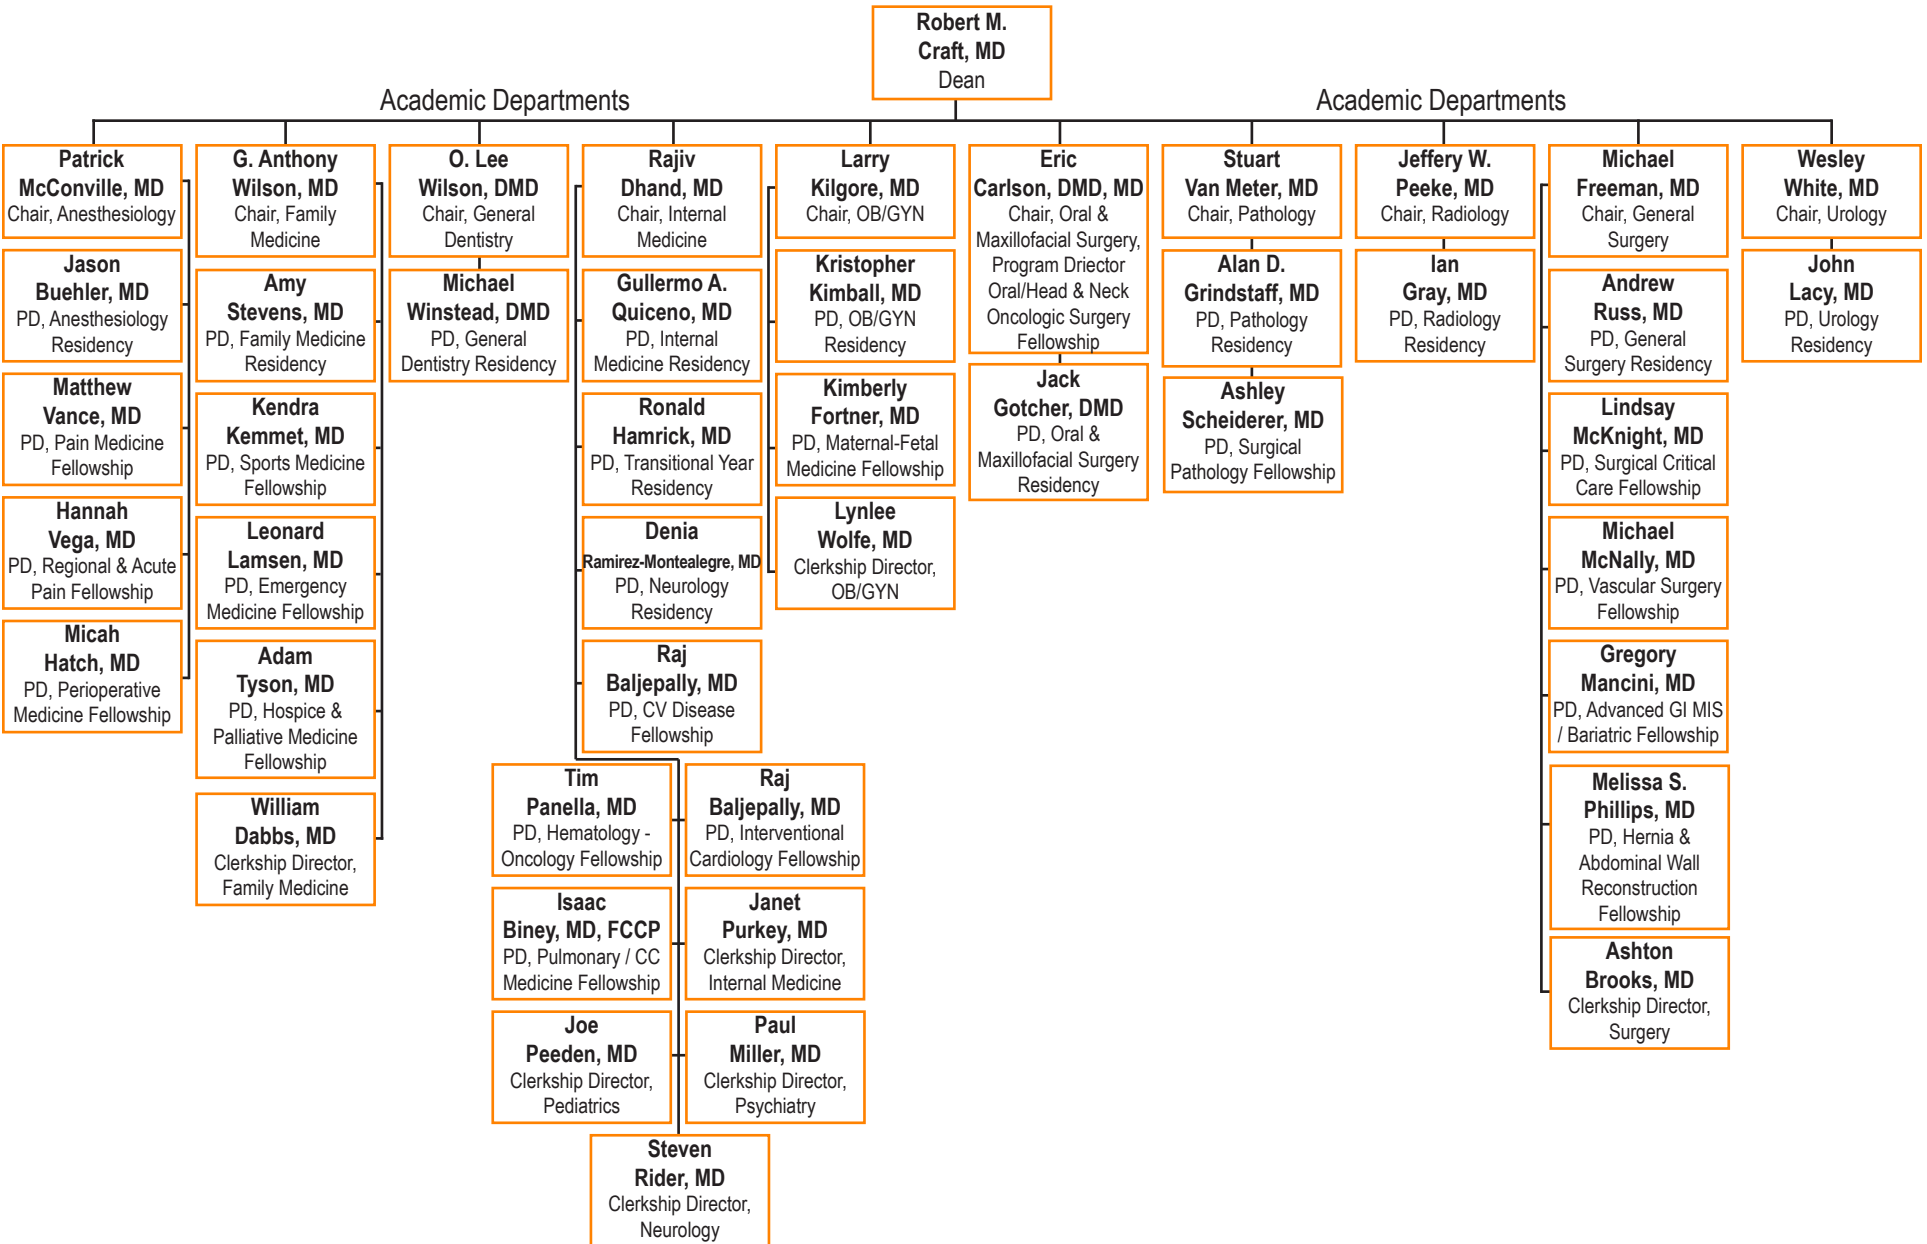 Robert M.
Craft, MD
Dean
Academic Departments
Academic Departments
Patrick
McConville, MD
Chair, Anesthesiology
Jason
Buehler, MD
PD, Anesthesiology
Residency
Matthew
Vance, MD
PD, Pain Medicine
Fellowship
Hannah
Vega, MD
PD, Regional & Acute
Pain Fellowship
Micah
Hatch, MD
PD, Perioperative
Medicine Fellowship
G. Anthony
Wilson, MD
Chair, Family
Medicine
Amy
Stevens, MD
PD, Family Medicine
Residency
Kendra
Kemmet, MD
PD, Sports Medicine
Fellowship
Leonard
Lamsen, MD
PD, Emergency
Medicine Fellowship
Adam
Tyson, MD
PD, Hospice &
Palliative Medicine
Fellowship
William
Dabbs, MD
Clerkship Director,
Family Medicine
O. Lee
Wilson, DMD
Chair, General
Dentistry
Michael
Winstead, DMD
PD, General
Dentistry Residency
Rajiv
Dhand, MD
Chair, Internal
Medicine
Gullermo A.
Quiceno, MD
PD, Internal
Medicine Residency
Ronald
Hamrick, MD
PD, Transitional Year
Residency
Denia
Ramirez-Montealegre, MD
PD, Neurology
Residency
Raj
Baljepally, MD
PD, CV Disease
Fellowship
Tim
Panella, MD
PD, Hematology -
Oncology Fellowship
Raj
Baljepally, MD
PD, Interventional
Cardiology Fellowship
Isaac
Biney, MD, FCCP
PD, Pulmonary / CC
Medicine Fellowship
Janet
Purkey, MD
Clerkship Director,
Internal Medicine
Joe
Peeden, MD
Clerkship Director,
Pediatrics
Paul
Miller, MD
Clerkship Director,
Psychiatry
Steven
Rider, MD
Clerkship Director,
Neurology
Larry
Kilgore, MD
Chair, OB/GYN
Kristopher
Kimball, MD
PD, OB/GYN
Residency
Kimberly
Fortner, MD
PD, Maternal-Fetal
Medicine Fellowship
Lynlee
Wolfe, MD
Clerkship Director,
OB/GYN
Eric
Carlson, DMD, MD
Chair, Oral &
Maxillofacial Surgery,
Program Driector
Oral/Head & Neck
Oncologic Surgery
Fellowship
Jack
Gotcher, DMD
PD, Oral &
Maxillofacial Surgery
Residency
Stuart
Van Meter, MD
Chair, Pathology
Alan D.
Grindstaff, MD
PD, Pathology
Residency
Ashley
Scheiderer, MD
PD, Surgical
Pathology Fellowship
Jeffery W.
Peeke, MD
Chair, Radiology
Ian
Gray, MD
PD, Radiology
Residency
Michael
Freeman, MD
Chair, General
Surgery
Andrew
Russ, MD
PD, General
Surgery Residency
Lindsay
McKnight, MD
PD, Surgical Critical
Care Fellowship
Michael
McNally, MD
PD, Vascular Surgery
Fellowship
Gregory
Mancini, MD
PD, Advanced GI MIS
/ Bariatric Fellowship
Melissa S.
Phillips, MD
PD, Hernia &
Abdominal Wall
Reconstruction
Fellowship
Ashton
Brooks, MD
Clerkship Director,
Surgery
Wesley
White, MD
Chair, Urology
John
Lacy, MD
PD, Urology
Residency